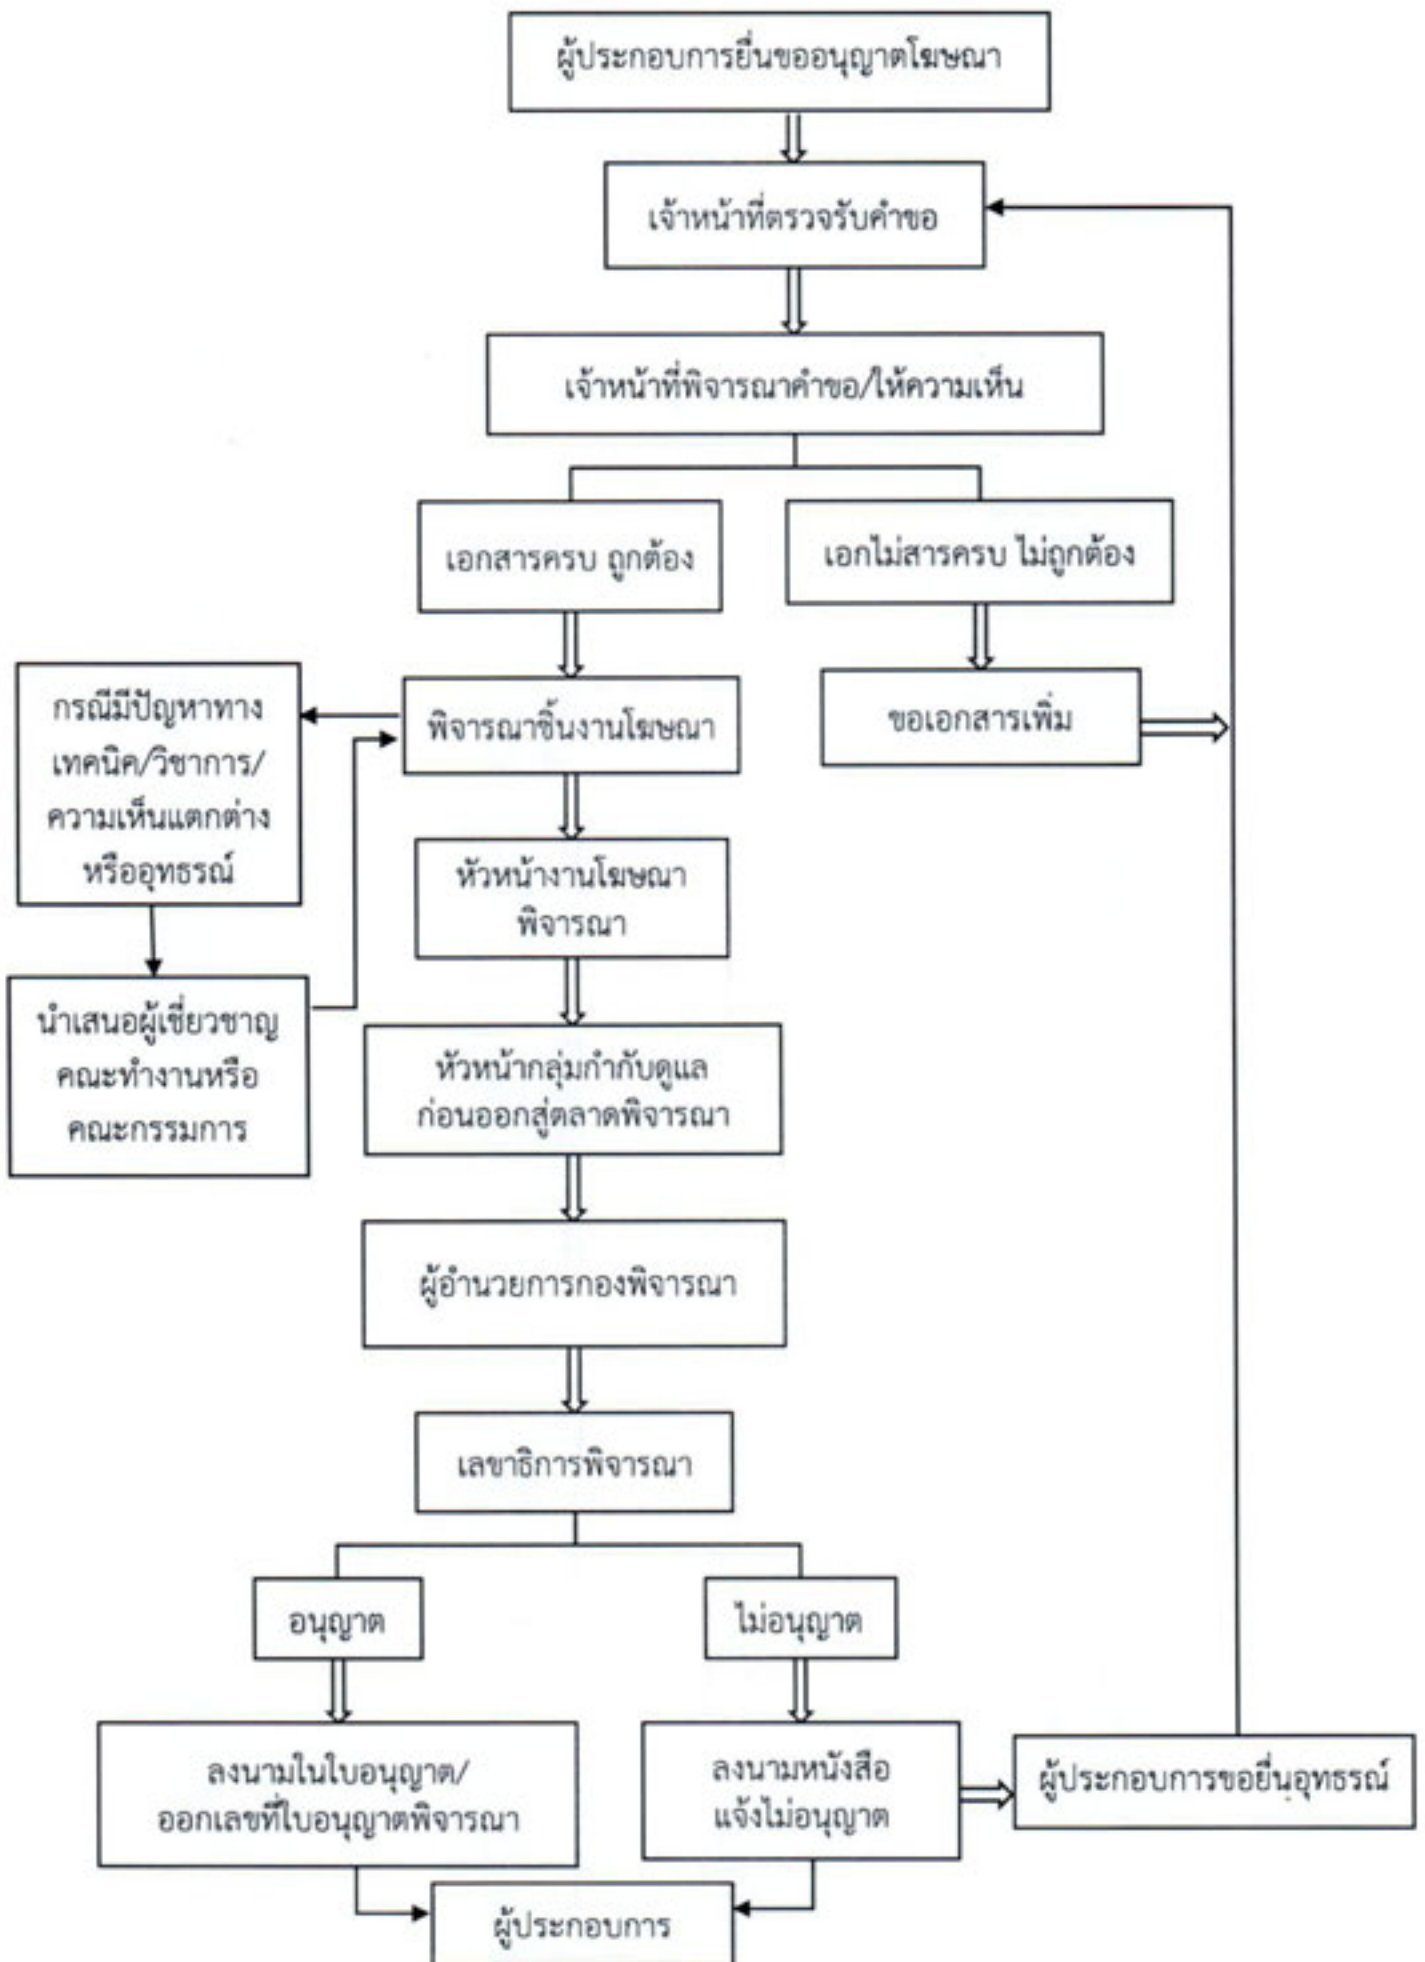 ผู้ประกอบการยื่นขออนุญาตโฆษณา
เจ้าหน้าที่ตรวจรับคำขอ
เจ้าหน้าที่พิจารณาคำขอ/ให้ความเห็น
เอกสารครบ ถูกต้อง
เอกไม่สารครบ ไม่ถูกต้อง
กรณีมีปัญหาทาง
เทคนิค/วิชาการ/
ความเห็นแตกต่าง
หรืออุทธรณ์
พิจารณาชิ้นงานโฆษณา
ขอเอกสารเพิ่ม
หัวหน้างานโฆษณา
พิจารณา
นำเสนอผู้เชี่ยวชาญ
คณะทำงานหรือ
คณะกรรมการ
หัวหน้ากลุ่มกำกับดูแล
ก่อนออกสู่ตลาดพิจารณา
ผู้อำนวยการกองพิจารณา
เลขาธิการพิจารณา
อนุญาต
ไม่อนุญาต
ลงนามในใบอนุญาต/
ออกเลขที่ใบอนุญาตพิจารณา
ลงนามหนังสือ
แจ้งไม่อนุญาต
ผู้ประกอบการขอยื่นอุทธรณ์
ผู้ประกอบการ